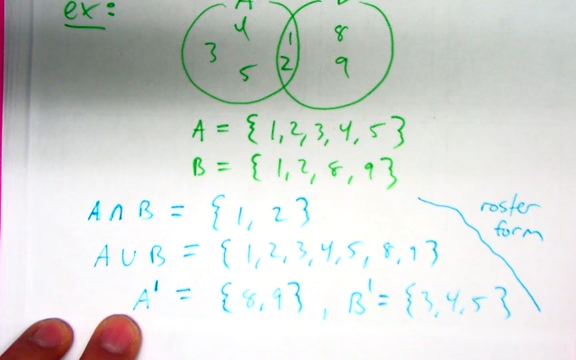 ex:
A
4 1 8
3 2 9
5
A = {1,2,3,4,5}
B = {1,2,8,9}
A∩B = {1,2}
roster
form
A∪B = {1,2,3,4,5,8,9}
A' = {8,9}, B' = {3,4,5}